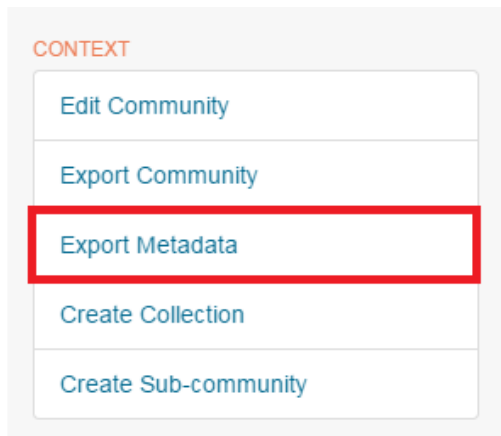 CONTEXT
Edit Community
Export Community
Export Metadata
Create Collection
Create Sub-community